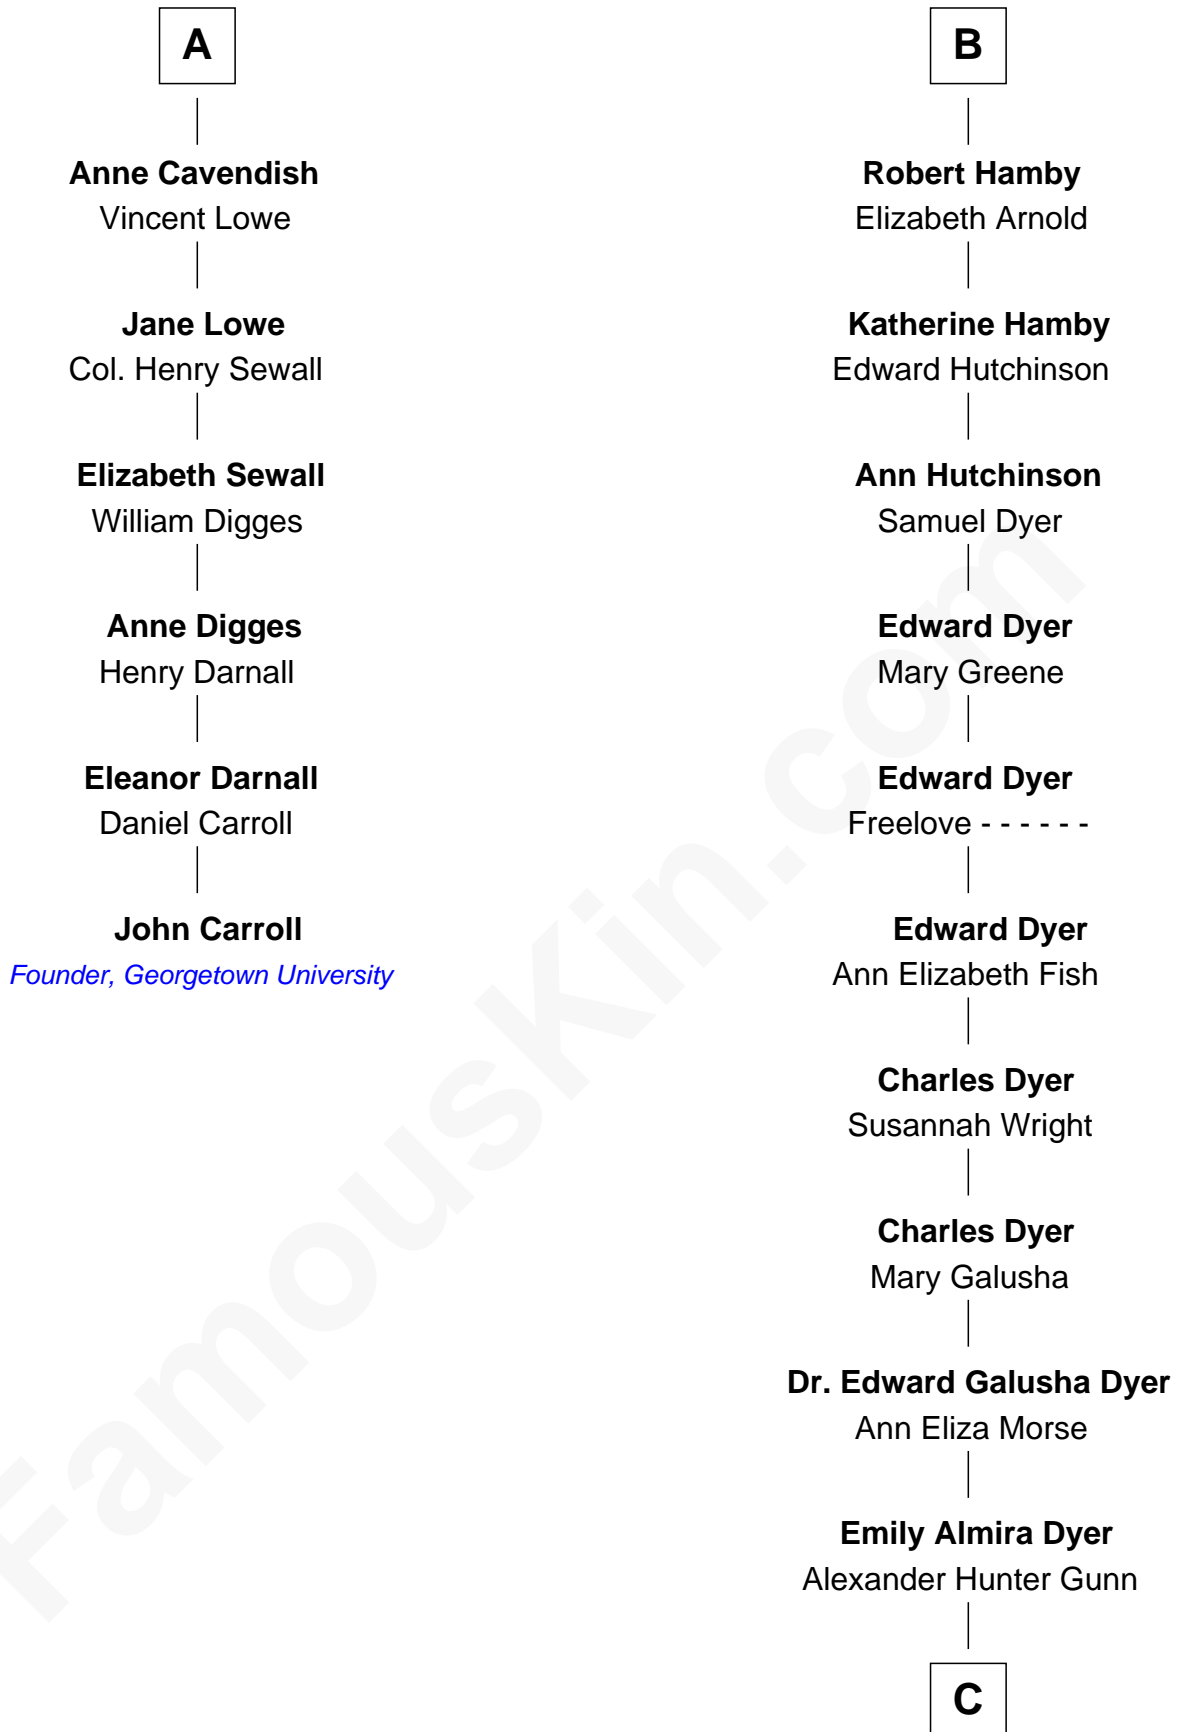 A
Anne Cavendish
Vincent Lowe
Jane Lowe
Col. Henry Sewall
Elizabeth Sewall
William Digges
Anne Digges
Henry Darnall
Eleanor Darnall
Daniel Carroll
John Carroll
Founder, Georgetown University
B
Robert Hamby
Elizabeth Arnold
Katherine Hamby
Edward Hutchinson
Ann Hutchinson
Samuel Dyer
Edward Dyer
Mary Greene
Edward Dyer
Freelove - - - - - -
Edward Dyer
Ann Elizabeth Fish
Charles Dyer
Susannah Wright
Charles Dyer
Mary Galusha
Dr. Edward Galusha Dyer
Ann Eliza Morse
Emily Almira Dyer
Alexander Hunter Gunn
C
FamousKin.com